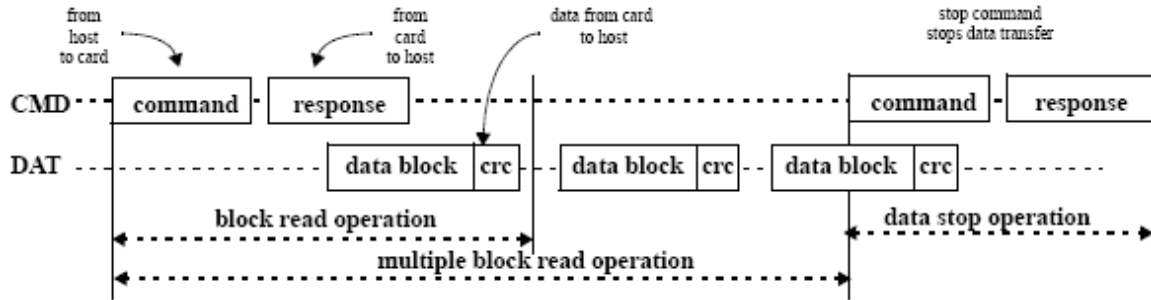 from
host
to card
from
card
to host
data from card
to host
stop command
stops data transfer
CMD
command
response
command
response
DAT
data block
crc
data block
crc
data block
crc
block read operation
data stop operation
multiple block read operation